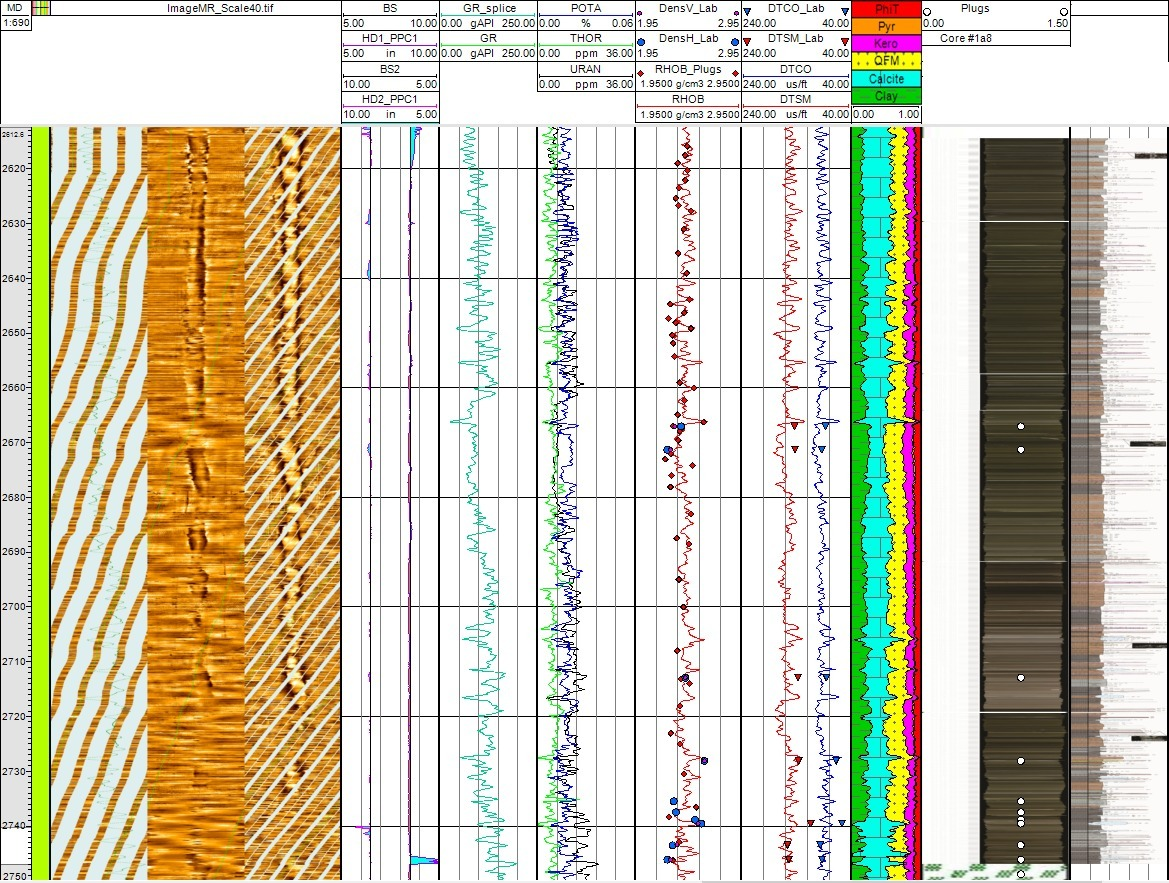 MD
1:690
ImageMR_Scale40.tif
BS
5.00 10.00
HD1_PPC1
5.00 in 10.00
BS2
10.00 5.00
HD2_PPC1
10.00 in 5.00
GR_splice
0.00 gAPI 250.00
GR
0.00 gAPI 250.00
POTA
0.00 % 0.06
THOR
0.00 ppm 36.00
URAN
0.00 ppm 36.00
DensV_Lab
1.95 2.95
DensH_Lab
1.95 2.95
RHOB_Plugs
1.9500 g/cm3 2.9500
RHOB
1.9500 g/cm3 2.9500
DTCO_Lab
240.00 40.00
DTSM_Lab
240.00 40.00
DTCO
240.00 us/ft 40.00
DTSM
240.00 us/ft 40.00
PhiT
Pyr
Kero
QFM
Calcite
Clay
0.00 1.00
Plugs
0.00 1.50
Core #1a8
2612.6
2620
2630
2640
2650
2660
2670
2680
2690
2700
2710
2720
2730
2740
2750